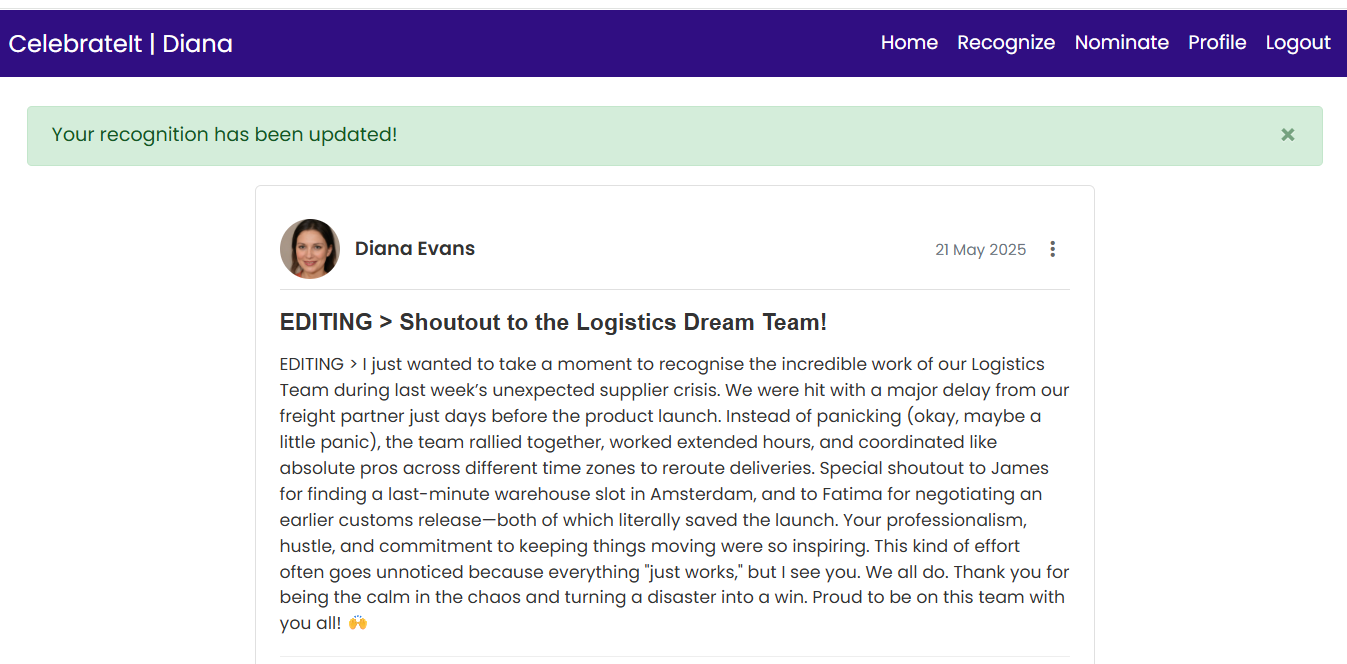 CelebrateIt | Diana
Home Recognize Nominate Profile Logout
Your recognition has been updated!
×
Diana Evans
21 May 2025
EDITING > Shoutout to the Logistics Dream Team!
EDITING > I just wanted to take a moment to recognise the incredible work of our Logistics
Team during last week’s unexpected supplier crisis. We were hit with a major delay from our
freight partner just days before the product launch. Instead of panicking (okay, maybe a
little panic), the team rallied together, worked extended hours, and coordinated like
absolute pros across different time zones to reroute deliveries. Special shoutout to James
for finding a last-minute warehouse slot in Amsterdam, and to Fatima for negotiating an
earlier customs release—both of which literally saved the launch. Your professionalism,
hustle, and commitment to keeping things moving were so inspiring. This kind of effort
often goes unnoticed because everything "just works," but I see you. We all do. Thank you for
being the calm in the chaos and turning a disaster into a win. Proud to be on this team with
you all! 🙌